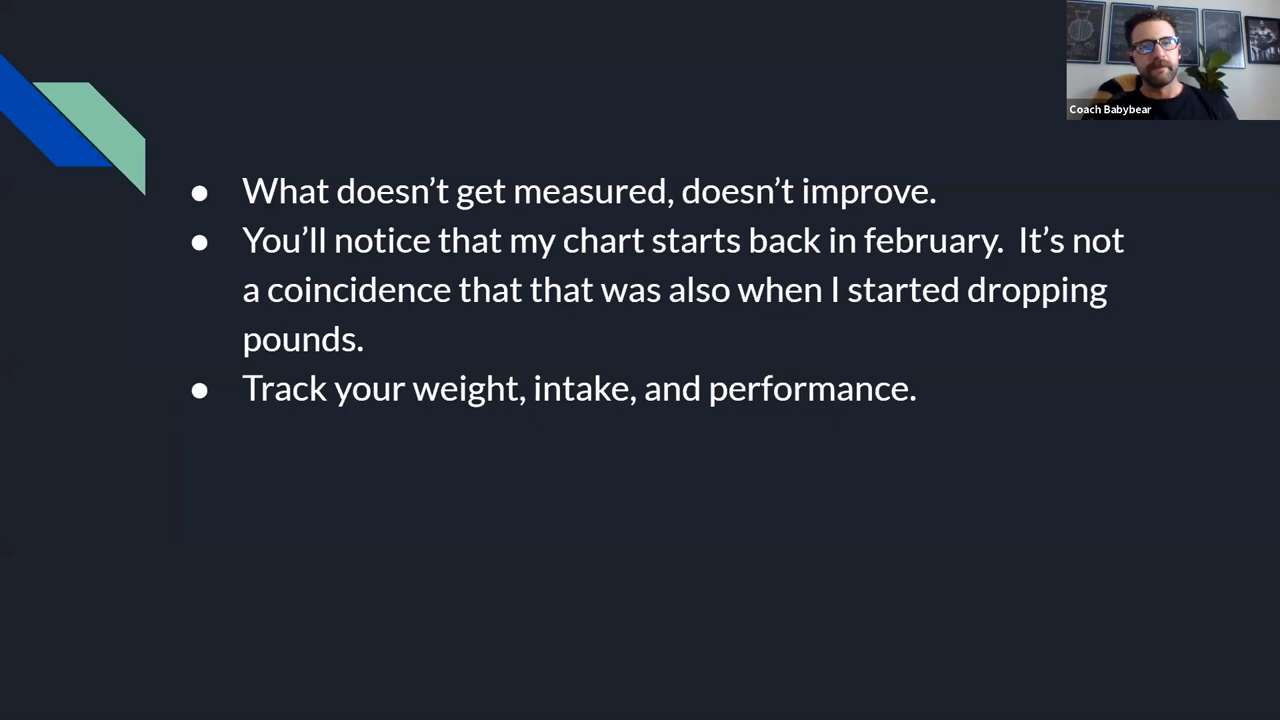 Coach Babybear
● What doesn’t get measured, doesn’t improve.
● You’ll notice that my chart starts back in february.  It’s not
a coincidence that that was also when I started dropping
pounds.
● Track your weight, intake, and performance.